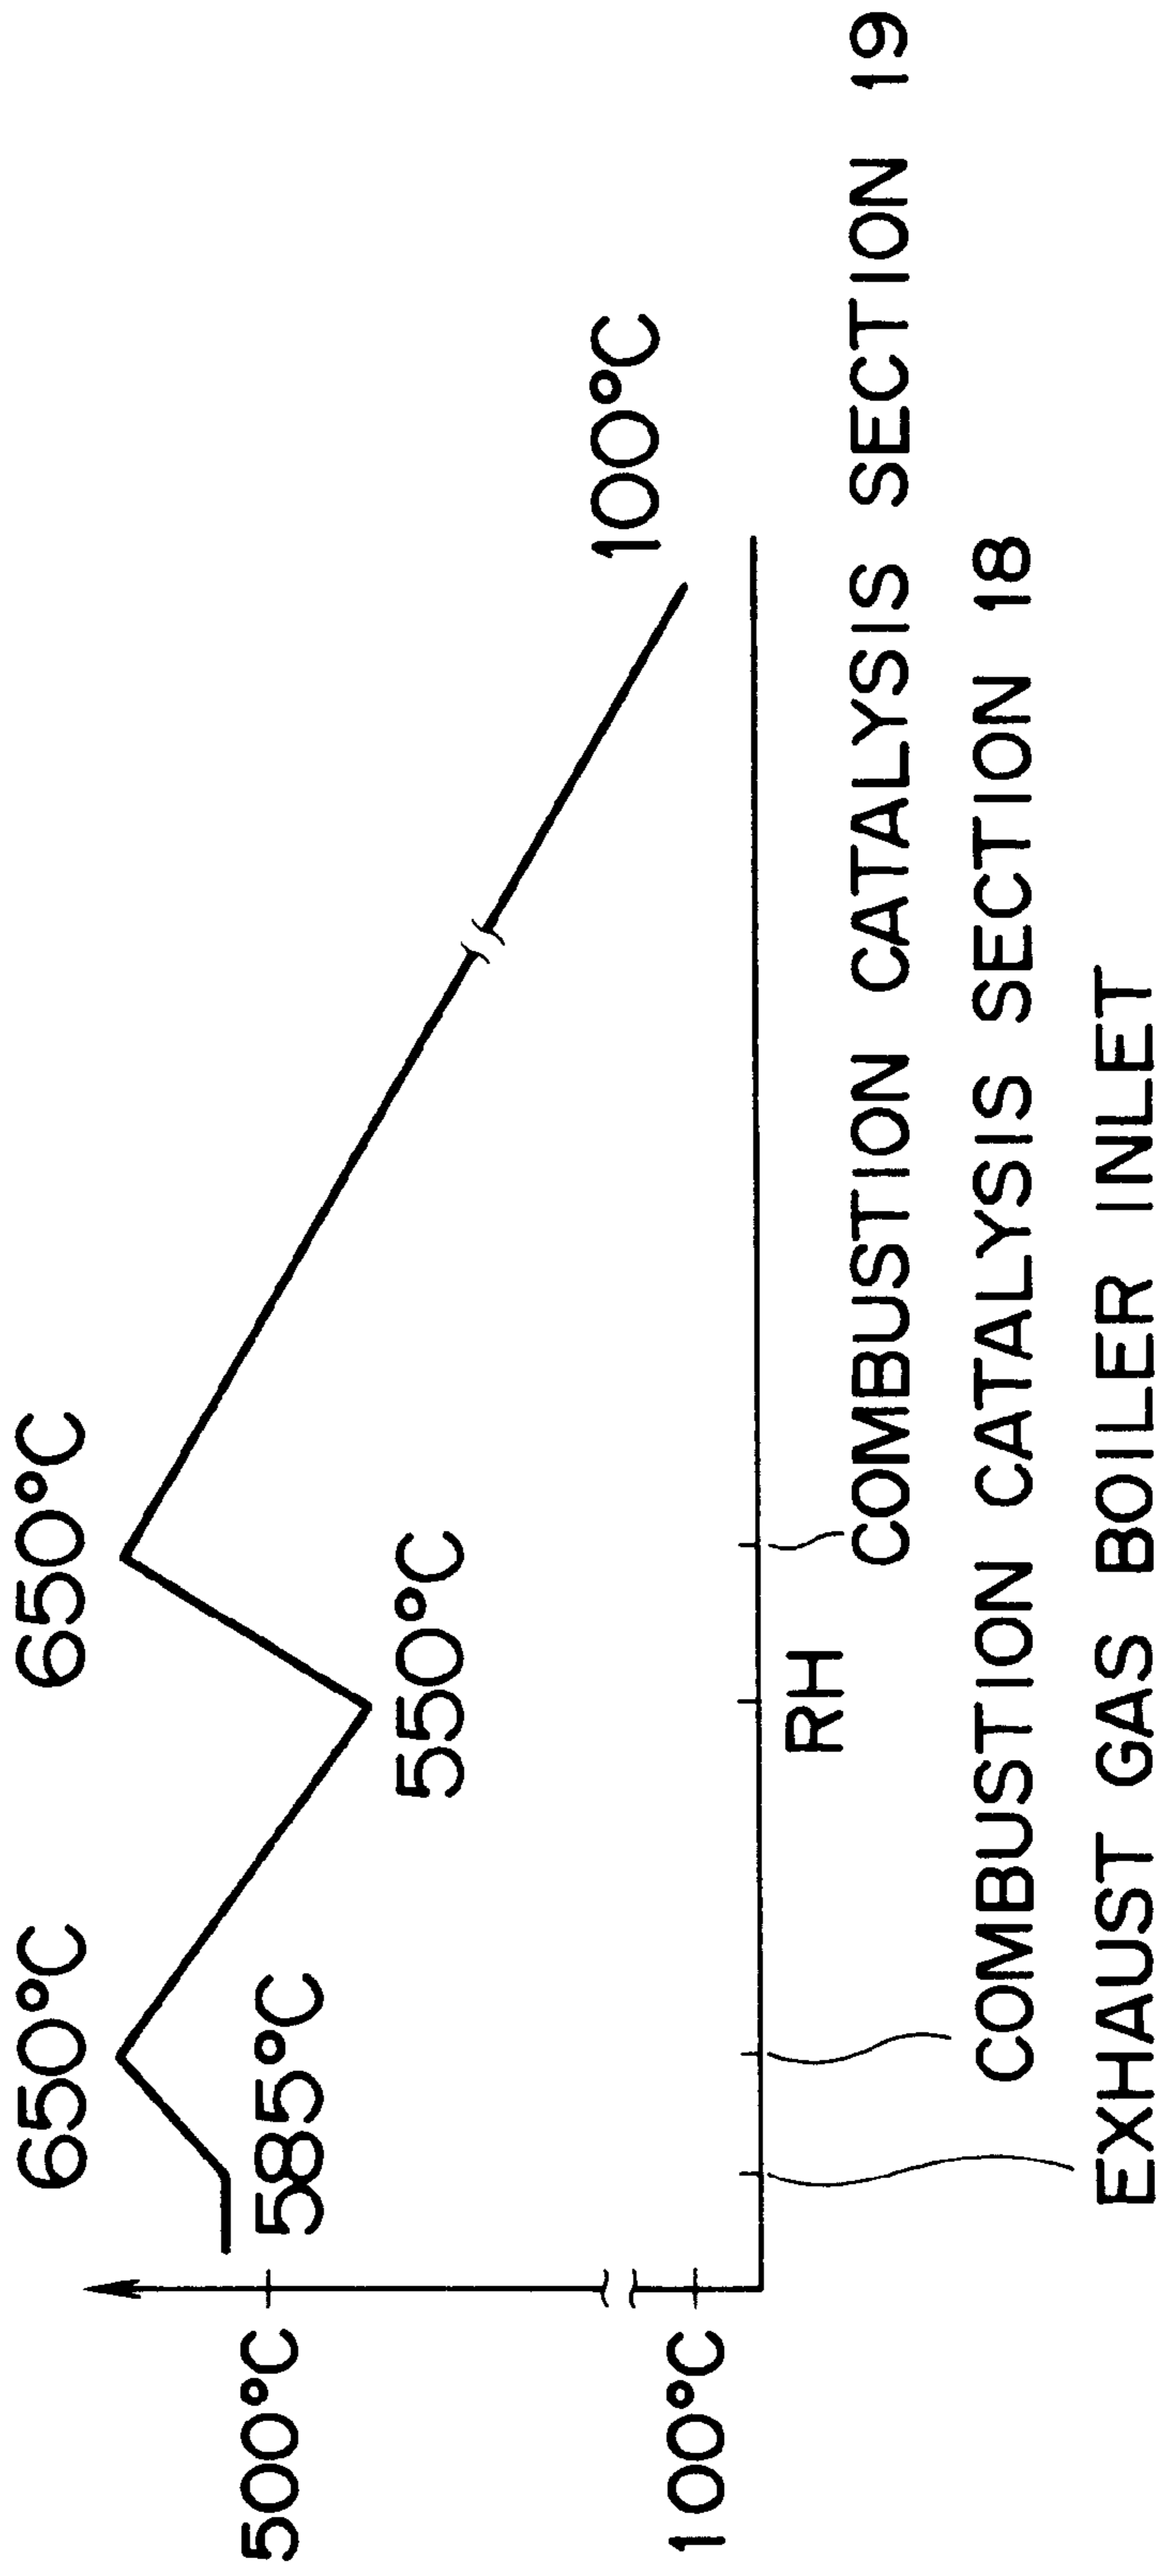 650°C
650°C
500°C
585°C
550°C
100°C
100°C
RH
COMBUSTION CATALYSIS SECTION 19
COMBUSTION CATALYSIS SECTION 18
EXHAUST GAS BOILER INLET